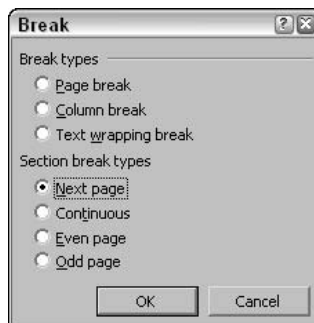 Break
Break types
Page break
Column break
Text wrapping break
Section break types
Next page
Continuous
Even page
Odd page
OK Cancel